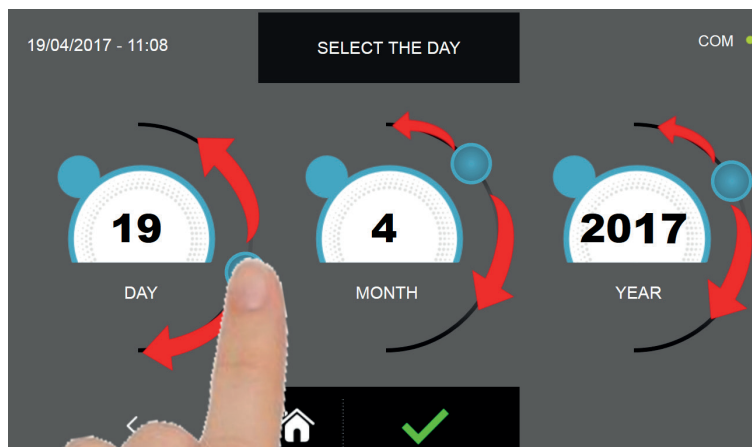 19/04/2017 - 11:08
SELECT THE DAY
COM
19
4
2017
DAY
MONTH
YEAR